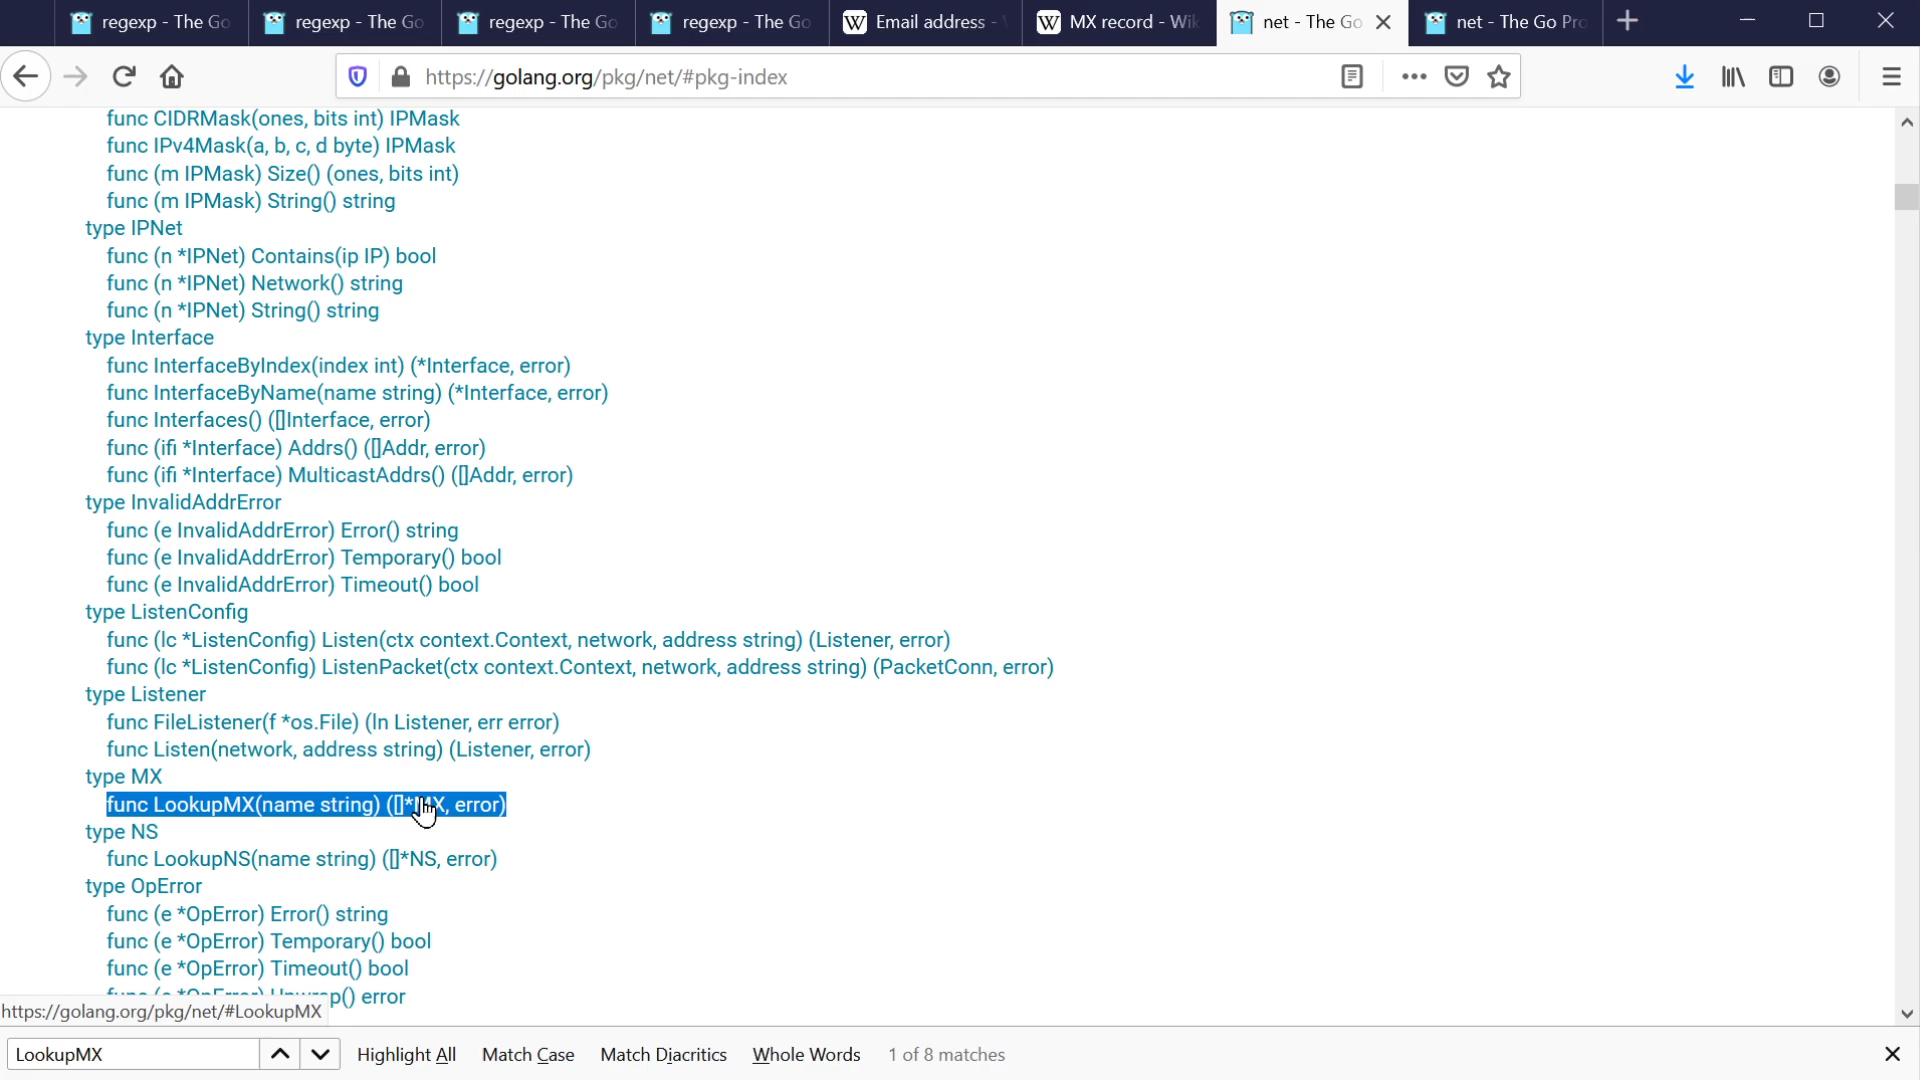 regexp - The Go
regexp - The Go
regexp - The Go
regexp - The Go
Email address -
MX record - Wik
net - The Go
net - The Go Pro
https://golang.org/pkg/net/#pkg-index
func CIDRMask(ones, bits int) IPMask
func IPv4Mask(a, b, c, d byte) IPMask
func (m IPMask) Size() (ones, bits int)
func (m IPMask) String() string
type IPNet
func (n *IPNet) Contains(ip IP) bool
func (n *IPNet) Network() string
func (n *IPNet) String() string
type Interface
func InterfaceByIndex(index int) (*Interface, error)
func InterfaceByName(name string) (*Interface, error)
func Interfaces() ([]Interface, error)
func (ifi *Interface) Addrs() ([]Addr, error)
func (ifi *Interface) MulticastAddrs() ([]Addr, error)
type InvalidAddrError
func (e InvalidAddrError) Error() string
func (e InvalidAddrError) Temporary() bool
func (e InvalidAddrError) Timeout() bool
type ListenConfig
func (lc *ListenConfig) Listen(ctx context.Context, network, address string) (Listener, error)
func (lc *ListenConfig) ListenPacket(ctx context.Context, network, address string) (PacketConn, error)
type Listener
func FileListener(f *os.File) (ln Listener, err error)
func Listen(network, address string) (Listener, error)
type MX
func LookupMX(name string) ([]*MX, error)
type NS
func LookupNS(name string) ([]*NS, error)
type OpError
func (e *OpError) Error() string
func (e *OpError) Temporary() bool
func (e *OpError) Timeout() bool
func (e *OpError) Unwrap() error
https://golang.org/pkg/net/#LookupMX
LookupMX
Highlight All
Match Case
Match Diacritics
Whole Words
1 of 8 matches